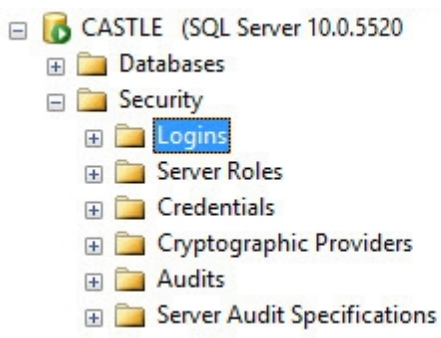 CASTLE (SQL Server 10.0.5520
Databases
Security
Logins
Server Roles
Credentials
Cryptographic Providers
Audits
Server Audit Specifications